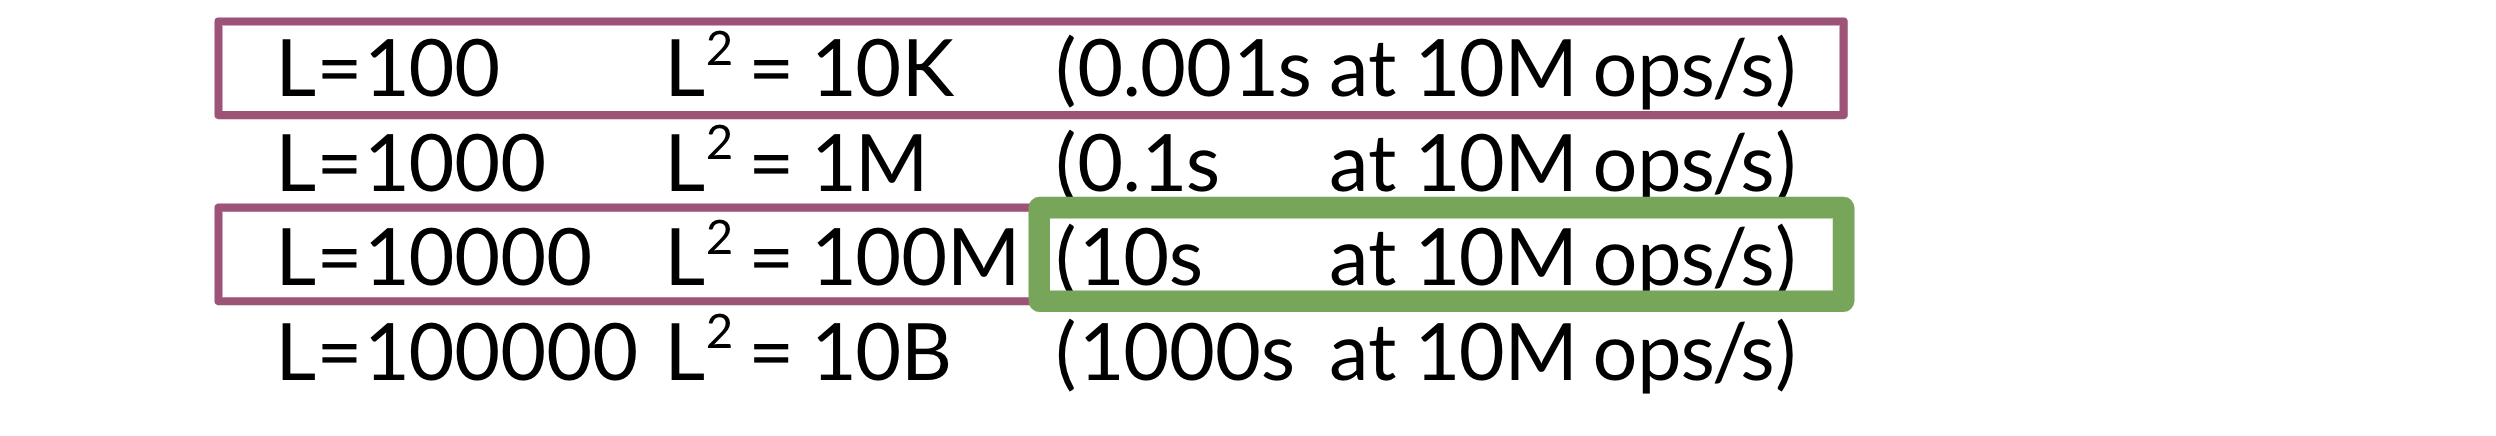 L=100 L² = 10K (0.001s at 10M ops/s)
L=1000 L² = 1M (0.1s at 10M ops/s)
L=10000 L² = 100M (10s at 10M ops/s)
L=100000 L² = 10B (1000s at 10M ops/s)